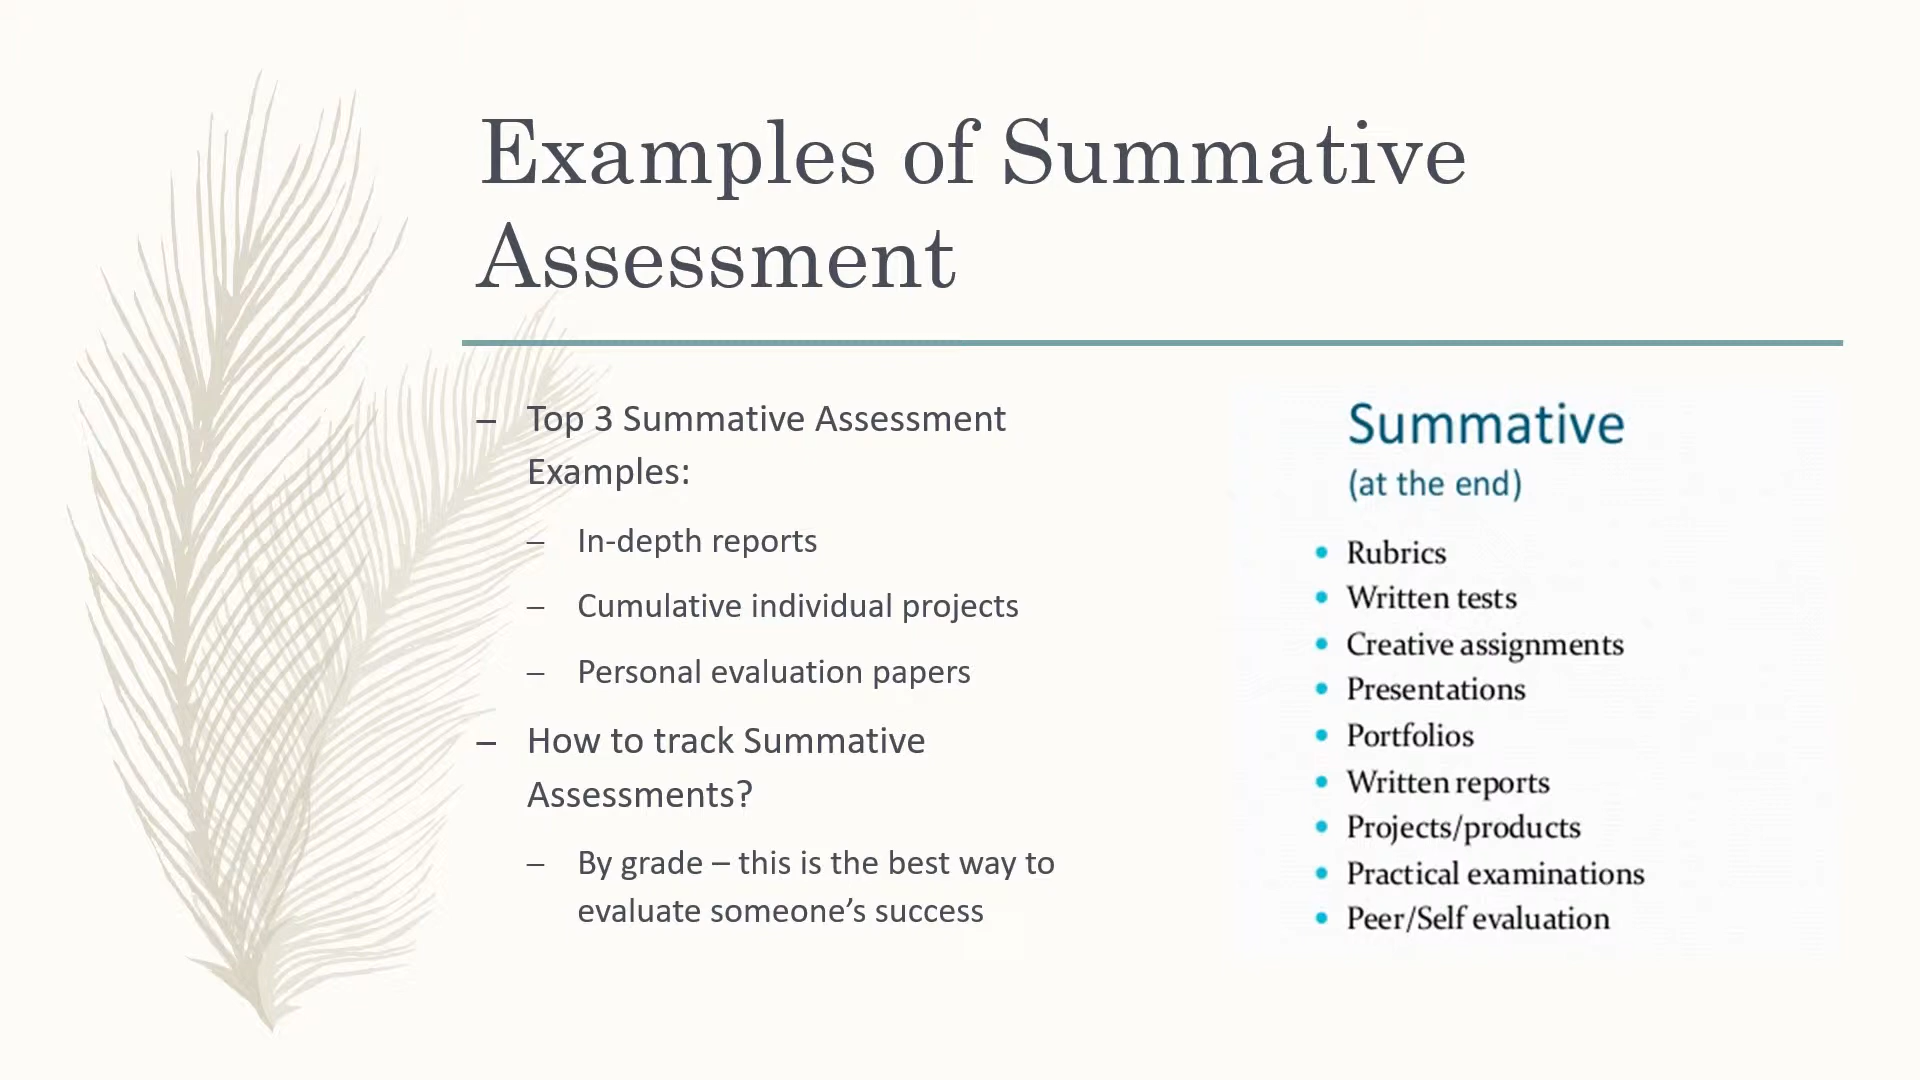 Examples of Summative
Assessment
– Top 3 Summative Assessment
Examples:
– In-depth reports
– Cumulative individual projects
– Personal evaluation papers
– How to track Summative
Assessments?
– By grade – this is the best way to
evaluate someone’s success
Summative
(at the end)
• Rubrics
• Written tests
• Creative assignments
• Presentations
• Portfolios
• Written reports
• Projects/products
• Practical examinations
• Peer/Self evaluation